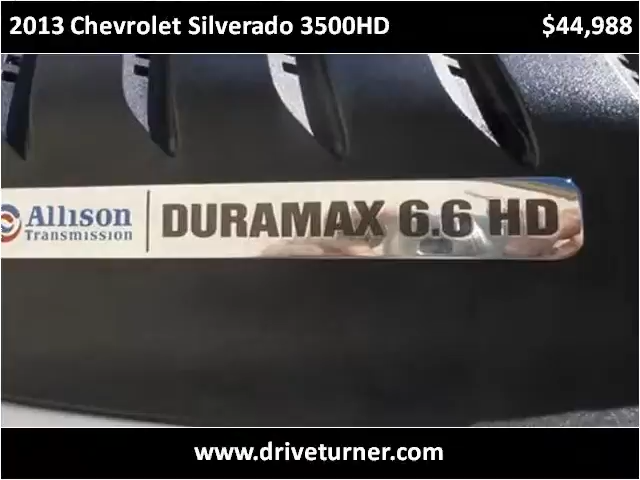 2013 Chevrolet Silverado 3500HD $44,988
Allison DURAMAX 6.6 HD
Transmission
www.driveturner.com